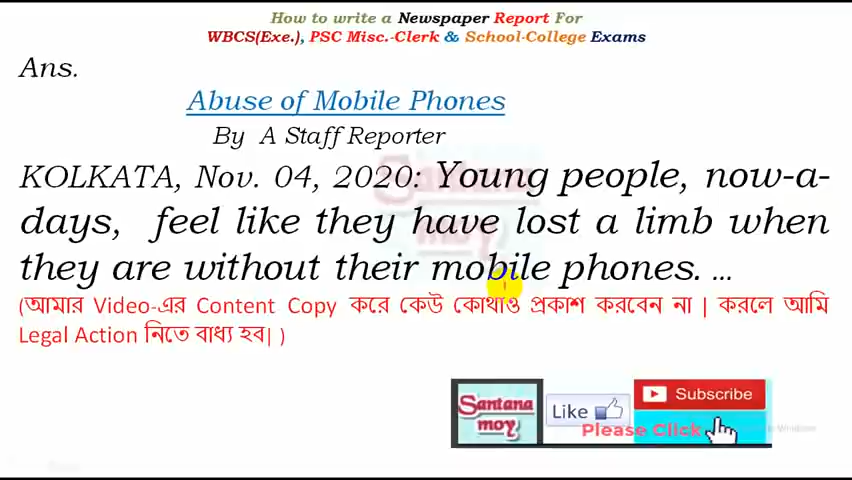 How to write a Newspaper Report For
WBCS(Exe.), PSC Misc.-Clerk & School-College Exams
Ans.
Abuse of Mobile Phones
By A Staff Reporter
KOLKATA, Nov. 04, 2020: Young people, now-a-
days, feel like they have lost a limb when
they are without their mobile phones. ...
(আমার Video-এর Content Copy করে কেউ কোথাও প্রকাশ করবেন না | করলে আমি
Legal Action নিতে বাধ্য হব| )
Santana
moy
Santana
moy
Like
Subscribe
Please Click